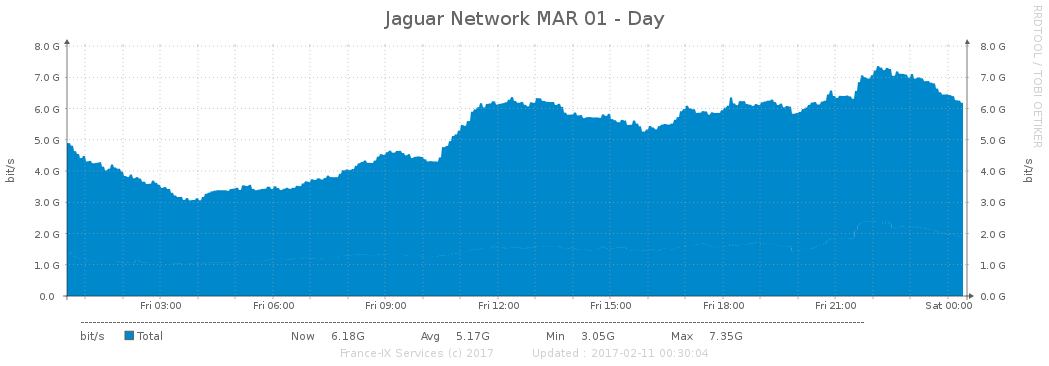 Jaguar Network MAR 01 - Day
RRDTOOL / TOBI OETIKER
8.0 G 8.0 G
7.0 G 7.0 G
6.0 G 6.0 G
5.0 G 5.0 G
4.0 G 4.0 G
3.0 G 3.0 G
2.0 G 2.0 G
1.0 G 1.0 G
0.0 0.0 G
bit/s bit/s
Fri 03:00 Fri 06:00 Fri 09:00 Fri 12:00 Fri 15:00 Fri 18:00 Fri 21:00 Sat 00:00
bit/s Total Now 6.18G Avg 5.17G Min 3.05G Max 7.35G
France-IX Services (c) 2017 Updated : 2017-02-11 00:30:04